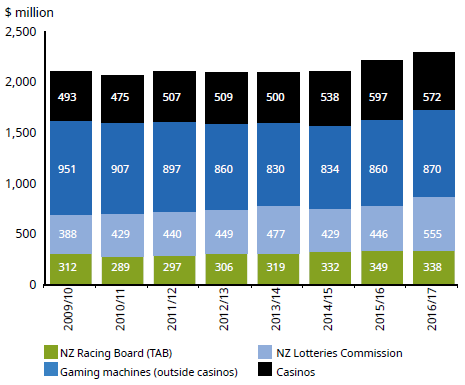 $ million
2,500
2,000
1,500
1,000
500
0
493 475 507 509 500 538 597 572
951 907 897 860 830 834 860 870
388 429 440 449 477 429 446 555
312 289 297 306 319 332 349 338
2009/10 2010/11 2011/12 2012/13 2013/14 2014/15 2015/16 2016/17
NZ Racing Board (TAB) NZ Lotteries Commission
Gaming machines (outside casinos) Casinos